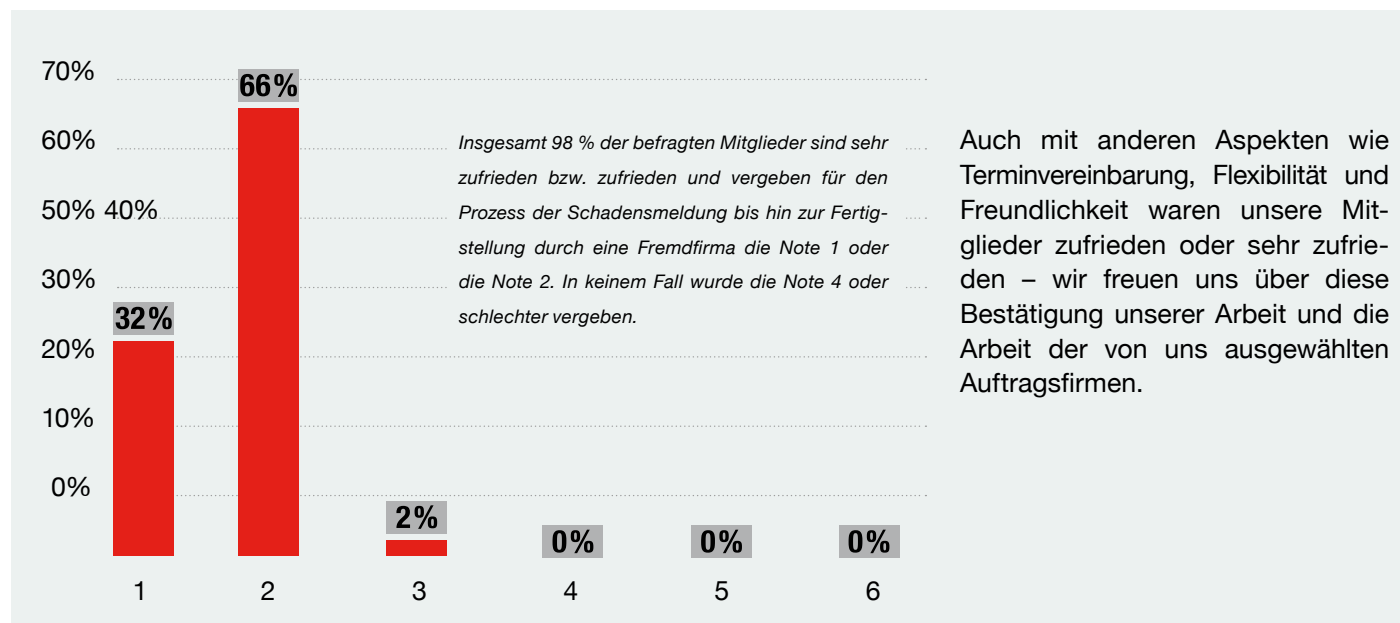 70%
66%
60%
50% 40%
30%
32%
20%
10%
0%
2%
0%
0%
0%
1
2
3
4
5
6
Insgesamt 98 % der befragten Mitglieder sind sehr
zufrieden bzw. zufrieden und vergeben für den
Prozess der Schadensmeldung bis hin zur Fertig-
stellung durch eine Fremdfirma die Note 1 oder
die Note 2. In keinem Fall wurde die Note 4 oder
schlechter vergeben.
Auch mit anderen Aspekten wie
Terminvereinbarung, Flexibilität und
Freundlichkeit waren unsere Mit-
glieder zufrieden oder sehr zufrie-
den – wir freuen uns über diese
Bestätigung unserer Arbeit und die
Arbeit der von uns ausgewählten
Auftragsfirmen.